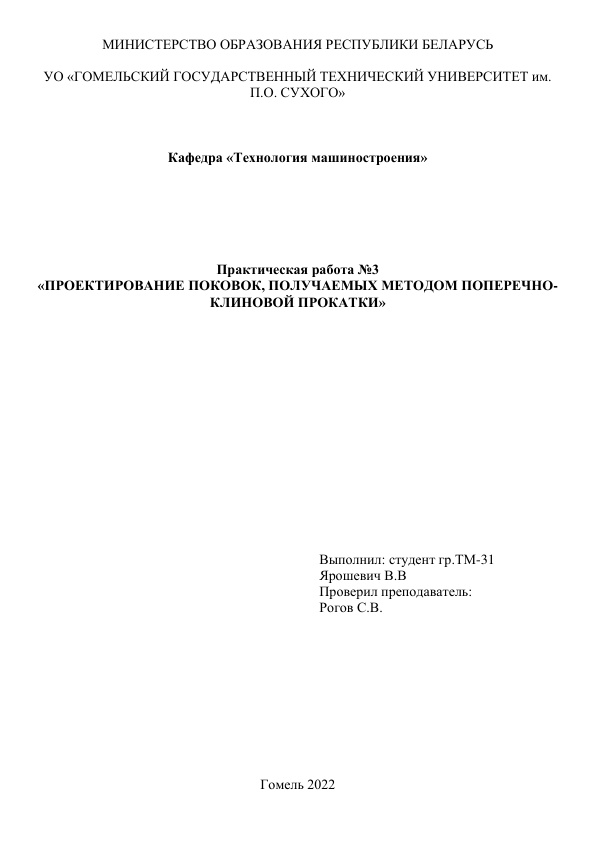 МИНИСТЕРСТВО ОБРАЗОВАНИЯ РЕСПУБЛИКИ БЕЛАРУСЬ
УО «ГОМЕЛЬСКИЙ ГОСУДАРСТВЕННЫЙ ТЕХНИЧЕСКИЙ УНИВЕРСИТЕТ им.
П.О. СУХОГО»
Кафедра «Технология машиностроения»
Практическая работа №3
«ПРОЕКТИРОВАНИЕ ПОКОВОК, ПОЛУЧАЕМЫХ МЕТОДОМ ПОПЕРЕЧНО-
КЛИНОВОЙ ПРОКАТКИ»
Выполнил: студент гр.ТМ-31
Ярошевич В.В
Проверил преподаватель:
Рогов С.В.
Гомель 2022